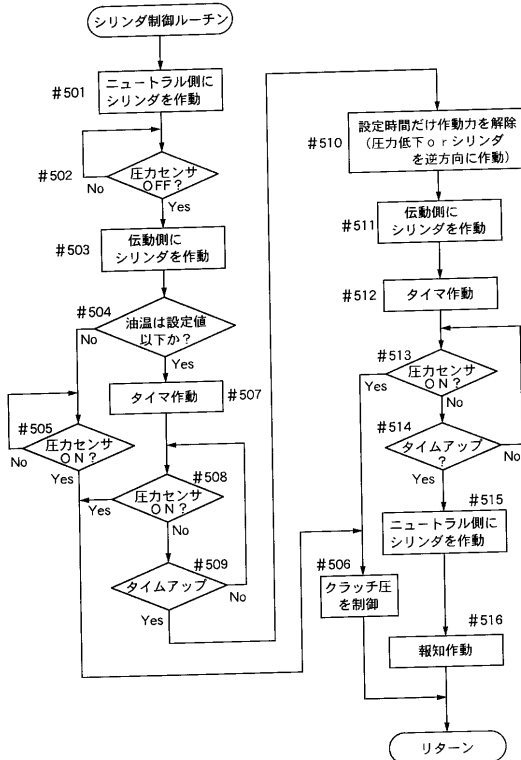 シリンダ制御ルーチン
#501
ニュートラル側に
シリンダを作動
#502
圧力センサ
OFF?
No
Yes
#503
伝動側に
シリンダを作動
#504
油温は設定値
以下か?
No
Yes
#505
圧力センサ
ON?
No
Yes
タイマ作動
#507
#508
圧力センサ
ON?
Yes
No
#509
タイムアップ
No
Yes
#510
設定時間だけ作動力を解除
(圧力低下orシリンダ
を逆方向に作動)
#511
伝動側に
シリンダを作動
#512
タイマ作動
#513
圧力センサ
ON?
Yes
No
#514
タイムアップ
?
No
Yes
#515
ニュートラル側に
シリンダを作動
#506
クラッチ圧
を制御
#516
報知作動
リターン